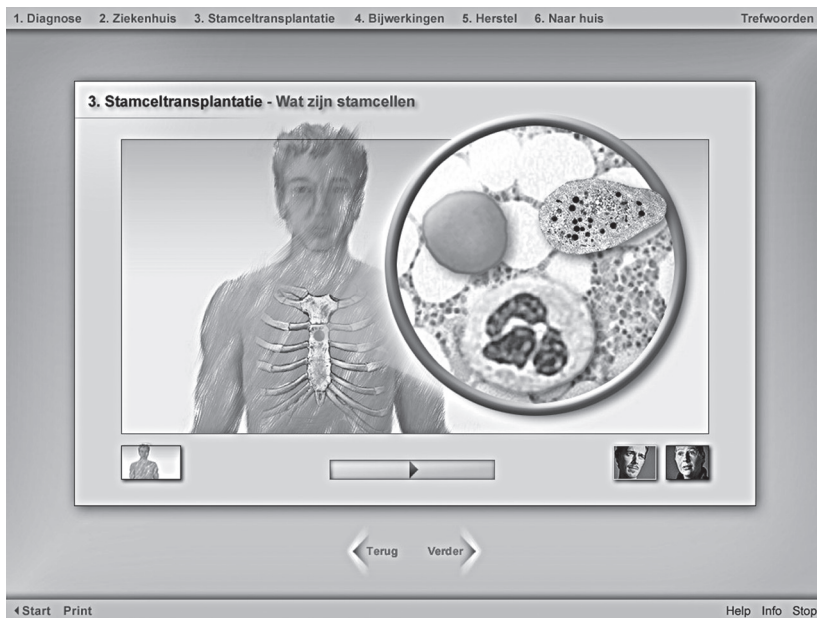 1. Diagnose 2. Ziekenhuis 3. Stamceltransplantatie 4. Bijwerkingen 5. Herstel 6. Naar huis Trefwoorden
3. Stamceltransplantatie - Wat zijn stamcellen
Terug Verder
Start Print Help Info Stop